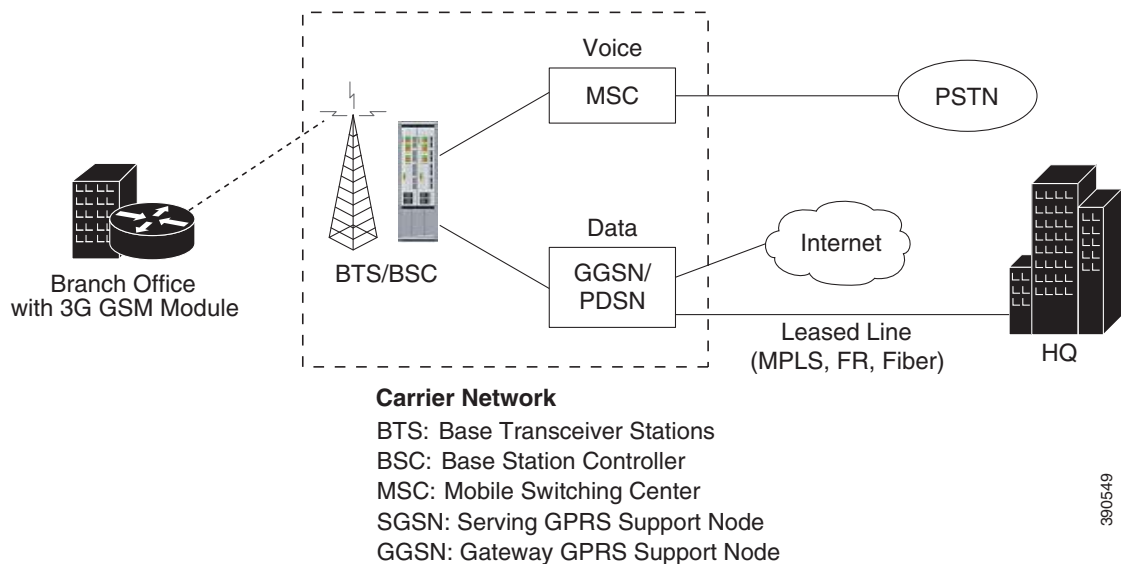 Voice
MSC
PSTN
Branch Office
with 3G GSM Module
BTS/BSC
Data
GGSN/
PDSN
Internet
Leased Line
(MPLS, FR, Fiber)
HQ
Carrier Network
BTS: Base Transceiver Stations
BSC: Base Station Controller
MSC: Mobile Switching Center
SGSN: Serving GPRS Support Node
GGSN: Gateway GPRS Support Node
390549